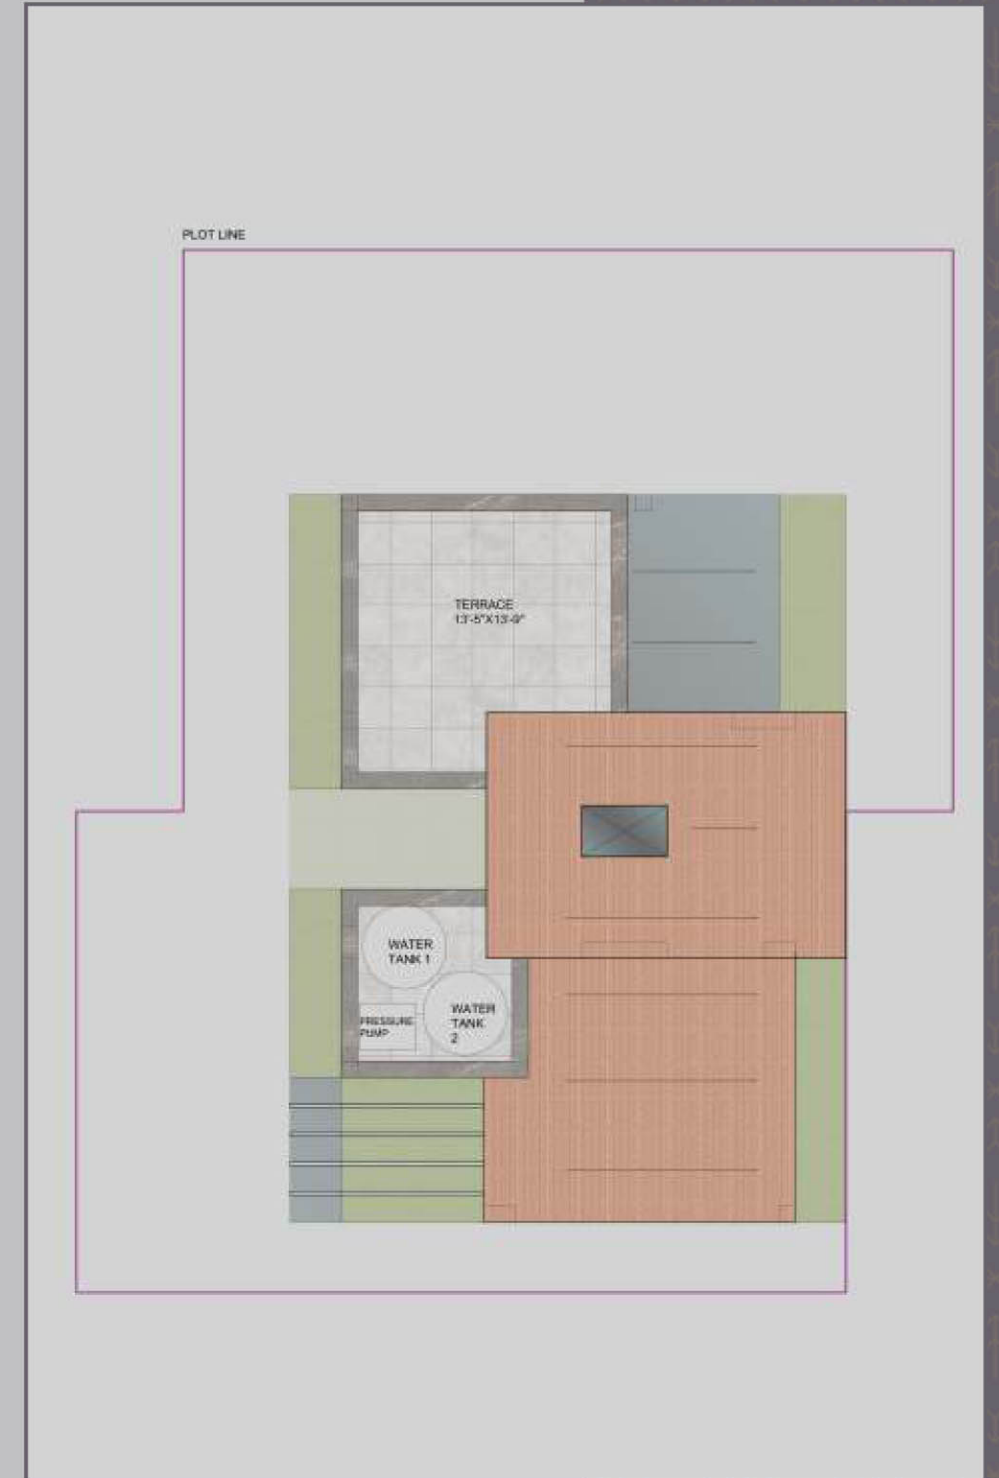 PLOT LINE
TERRACE
13'-5"X13'-9"
WATER
TANK 1
WATER
TANK
2
PRESSURE
PUMP